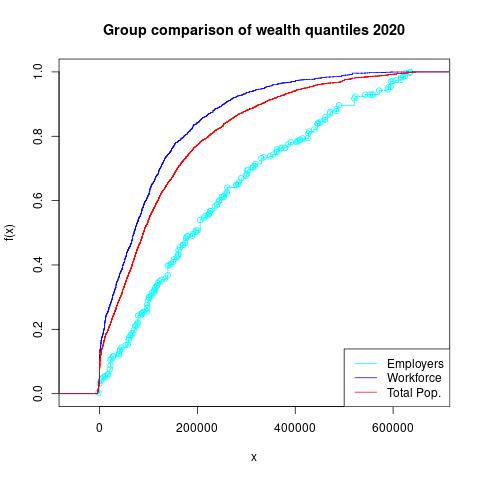 Group comparison of wealth quantiles 2020
f(x)
1.0
0.8
0.6
0.4
0.2
0.0
Employers
Workforce
Total Pop.
0
200000
400000
600000
x